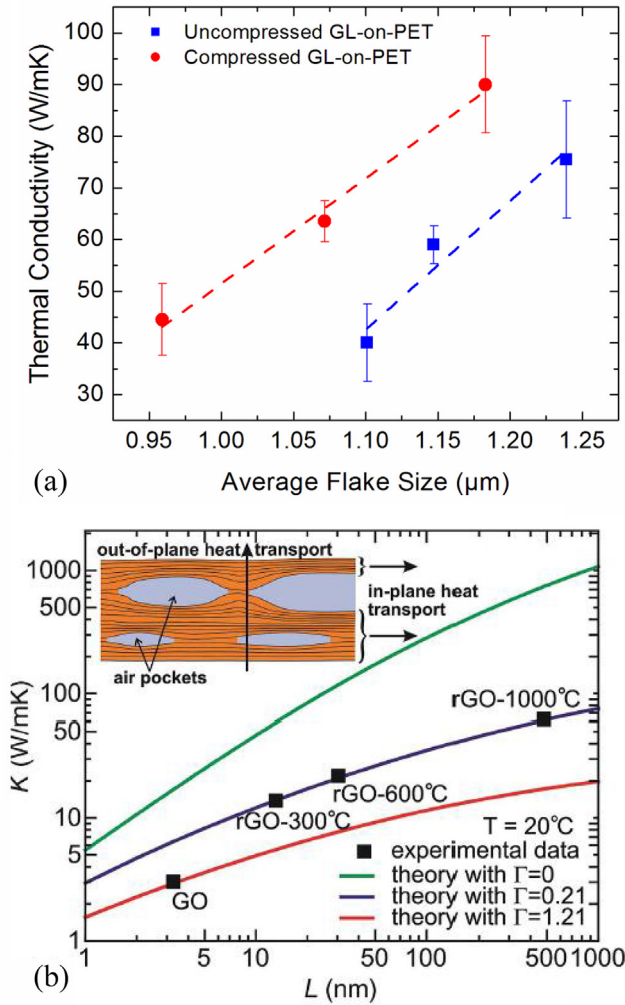 100
90
80
70
60
50
40
30
Thermal Conductivity (W/mK)
Uncompressed GL-on-PET
Compressed GL-on-PET
0.95 1.00 1.05 1.10 1.15 1.20 1.25
(a) Average Flake Size (µm)
1000
500
100
50
10
5
1
K (W/mK)
out-of-plane heat transport
in-plane heat
transport
air pockets
rGO-1000°C
rGO-600°C
rGO-300°C
GO
T = 20°C
experimental data
theory with Γ=0
theory with Γ=0.21
theory with Γ=1.21
1 5 10 50 100 500 1000
(b) L (nm)